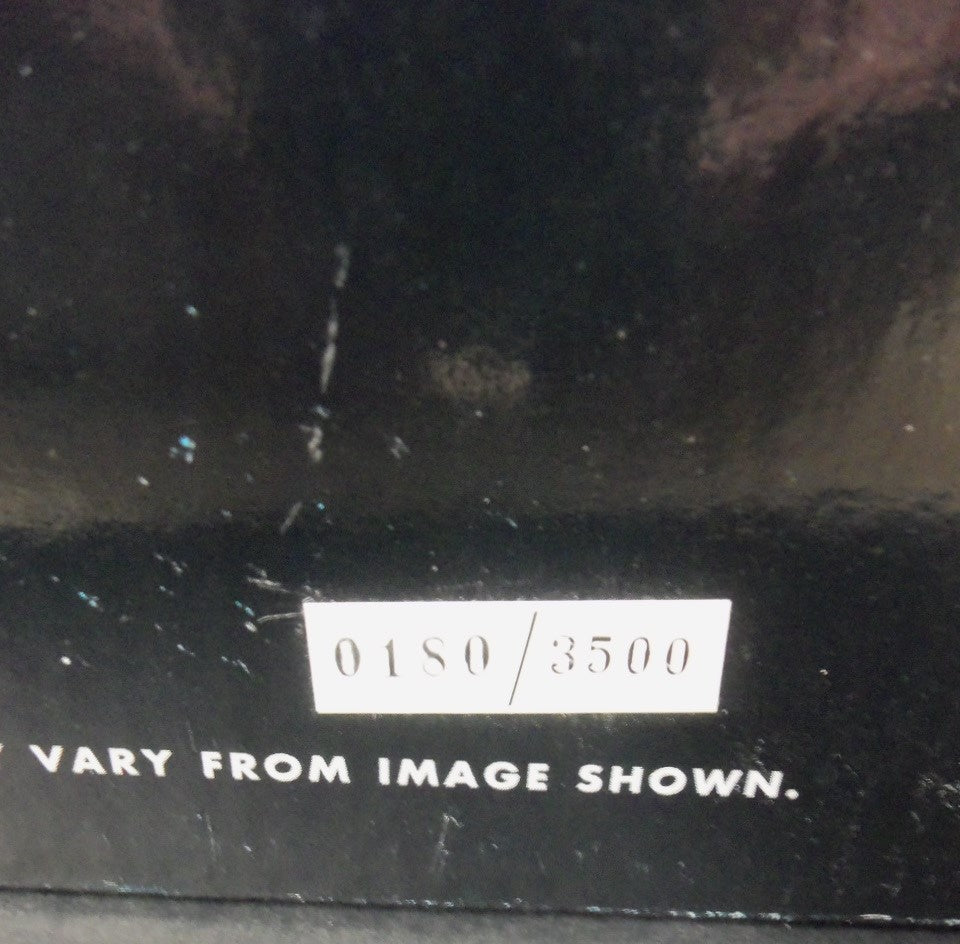 0180/3500
VARY FROM IMAGE SHOWN.